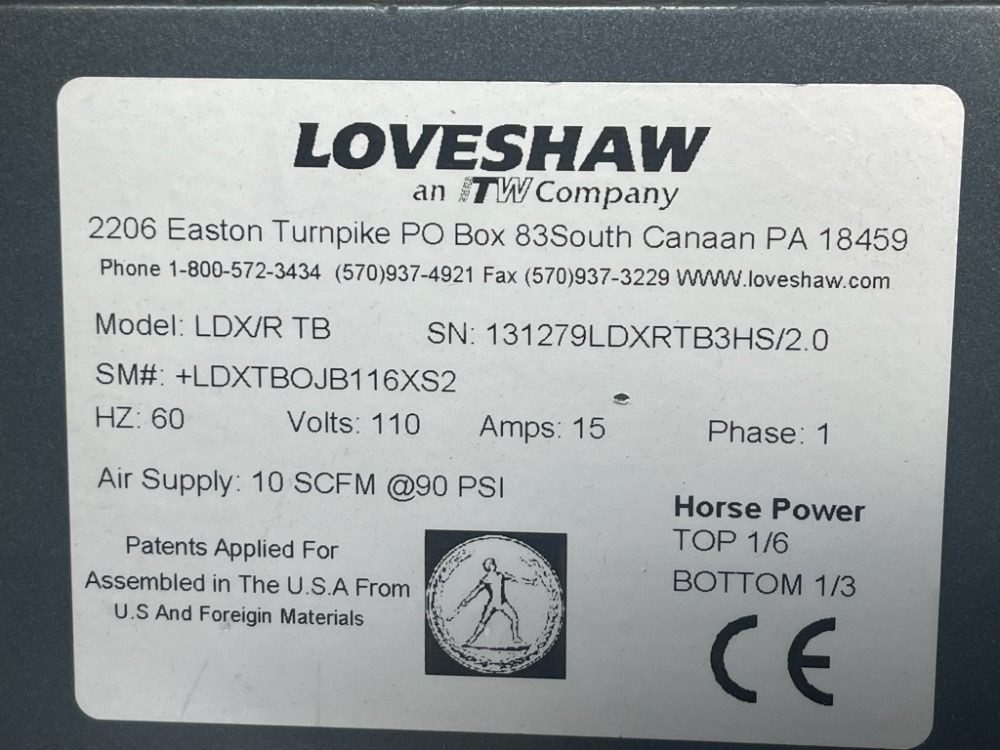 LOVESHAW
an ITW Company
2206 Easton Turnpike PO Box 83South Canaan PA 18459
Phone 1-800-572-3434 (570)937-4921 Fax (570)937-3229 WWW.loveshaw.com
Model: LDX/R TB SN: 131279LDXRTB3HS/2.0
SM#: +LDXTBOJB116XS2
HZ: 60 Volts: 110 Amps: 15 Phase: 1
Air Supply: 10 SCFM @90 PSI
Horse Power
TOP 1/6
BOTTOM 1/3
Patents Applied For
Assembled in The U.S.A From
U.S And Foreigin Materials
CE